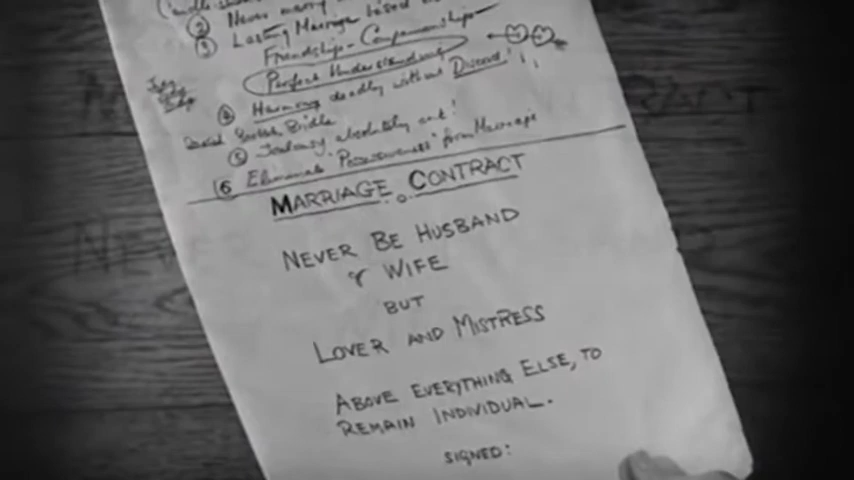 ② Never marry
③ Lasting Marriage based
Friendship - Companionship -
Perfect Understanding
④ Harmony deadly without Discord!!!
⑤ Jealousy absolutely out!
⑥ Eliminate "Possessiveness" from Marriage
MARRIAGE CONTRACT
NEVER BE HUSBAND
& WIFE
BUT
LOVER AND MISTRESS
ABOVE EVERYTHING ELSE, TO
REMAIN INDIVIDUAL.
SIGNED: